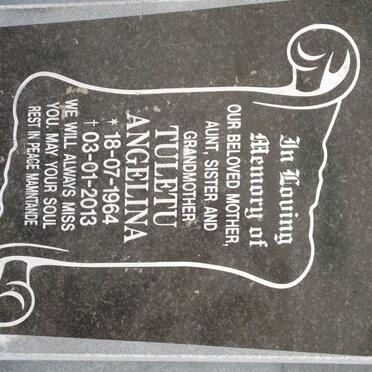 In Loving
Memory of
OUR BELOVED MOTHER,
AUNT, SISTER AND
GRANDMOTHER
TULETU
ANGELINA
* 18-07-1964
† 03-01-2013
WE WILL ALWAYS MISS
YOU, MAY YOUR SOUL
REST IN PEACE MAMNTANDE